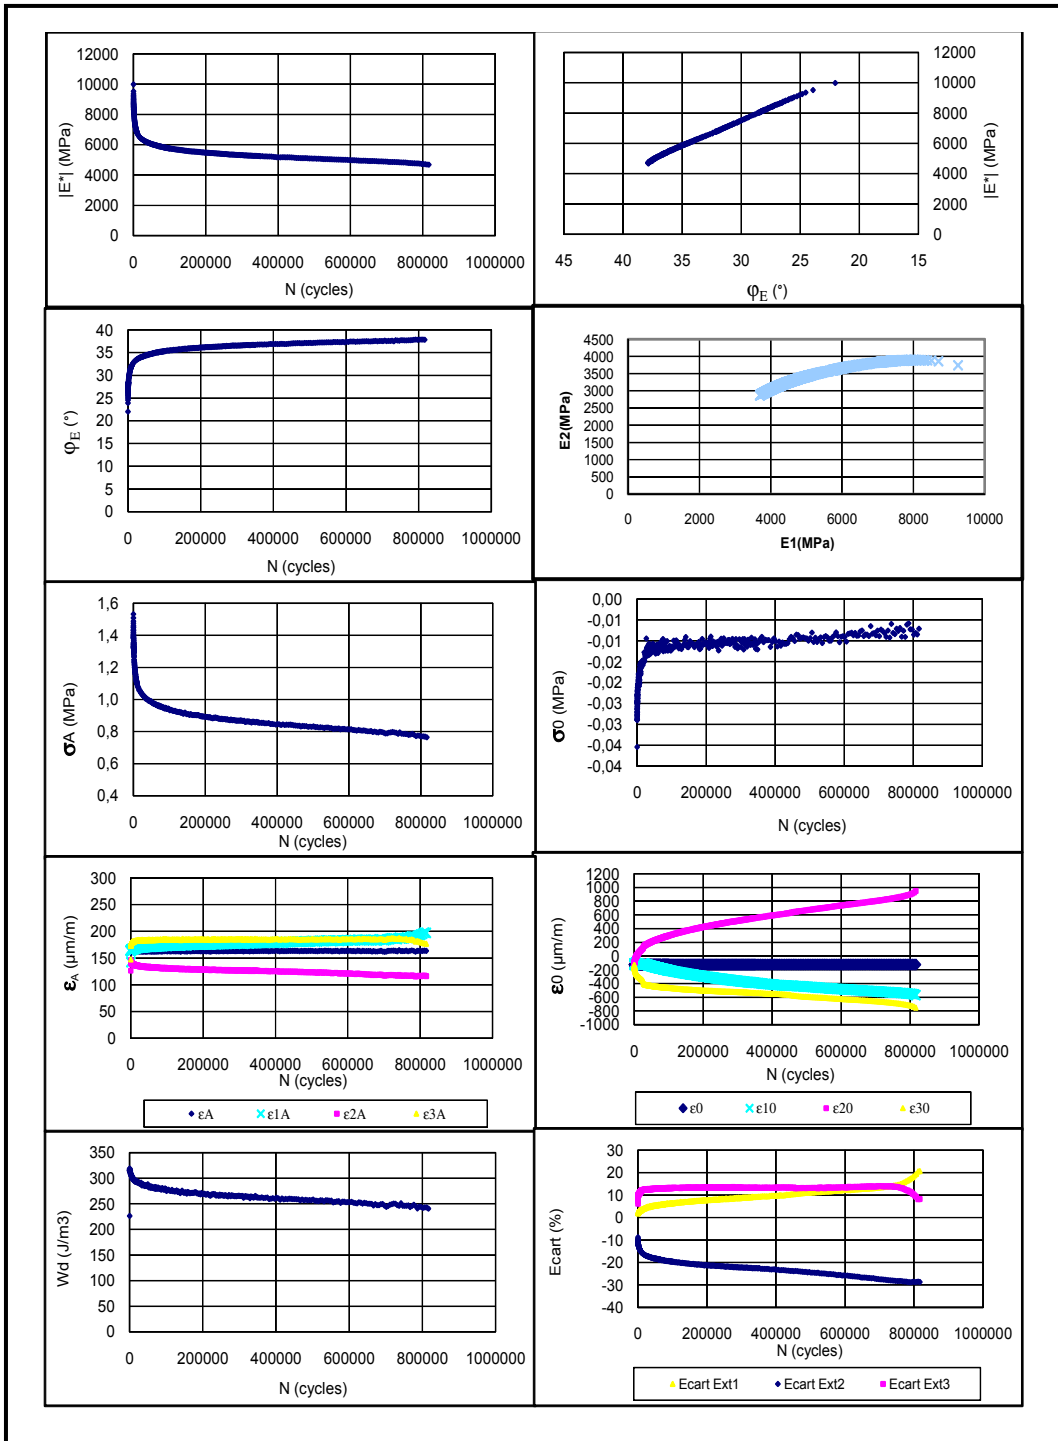 12000
10000
8000
6000
4000
2000
0
|E*| (MPa)
0 200000 400000 600000 800000 1000000
N (cycles)
12000
10000
8000
6000
4000
2000
0
|E*| (MPa)
45 40 35 30 25 20 15
φE (°)
40
35
30
25
20
15
10
5
0
φE (°)
0 200000 400000 600000 800000 1000000
N (cycles)
4500
4000
3500
3000
2500
2000
1500
1000
500
0
E2(MPa)
0 2000 4000 6000 8000 10000
E1(MPa)
1,6
1,4
1,2
1,0
0,8
0,6
0,4
σA (MPa)
0 200000 400000 600000 800000 1000000
N (cycles)
0,00
-0,01
-0,01
-0,02
-0,02
-0,03
-0,03
-0,04
-0,04
σ0 (MPa)
0 200000 400000 600000 800000 1000000
N (cycles)
300
250
200
150
100
50
0
εA (µm/m)
0 200000 400000 600000 800000 1000000
N (cycles)
εA ε1A ε2A ε3A
1200
1000
800
600
400
200
0
-200
-400
-600
-800
-1000
ε0 (µm/m)
0 200000 400000 600000 800000 1000000
N (cycles)
ε0 ε10 ε20 ε30
350
300
250
200
150
100
50
0
Wd (J/m3)
0 200000 400000 600000 800000 1000000
N (cycles)
30
20
10
0
-10
-20
-30
-40
Ecart (%)
0 200000 400000 600000 800000 1000000
N (cycles)
Ecart Ext1 Ecart Ext2 Ecart Ext3